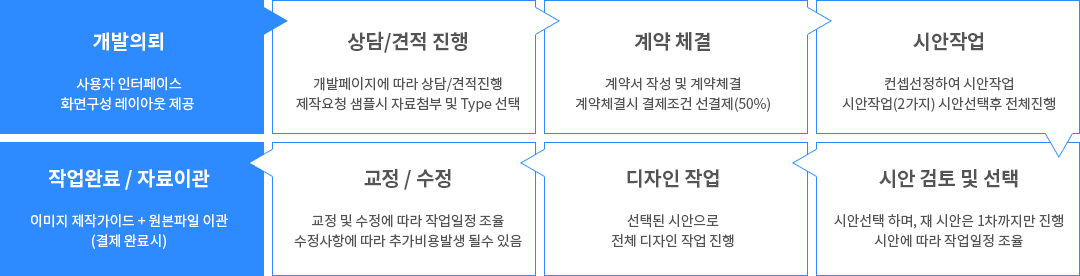 개발의뢰
사용자 인터페이스
화면구성 레이아웃 제공
상담/견적 진행
개발페이지에 따라 상담/견적진행
제작요청 샘플시 자료첨부 및 Type 선택
계약 체결
계약서 작성 및 계약체결
계약체결시 결제조건 선결제(50%)
시안작업
컨셉선정하여 시안작업
시안작업(2가지) 시안선택후 전체진행
시안 검토 및 선택
시안선택 하며, 재 시안은 1차까지만 진행
시안에 따라 작업일정 조율
디자인 작업
선택된 시안으로
전체 디자인 작업 진행
교정 / 수정
교정 및 수정에 따라 작업일정 조율
수정사항에 따라 추가비용발생 될수 있음
작업완료 / 자료이관
이미지 제작가이드 + 원본파일 이관
(결제 완료시)